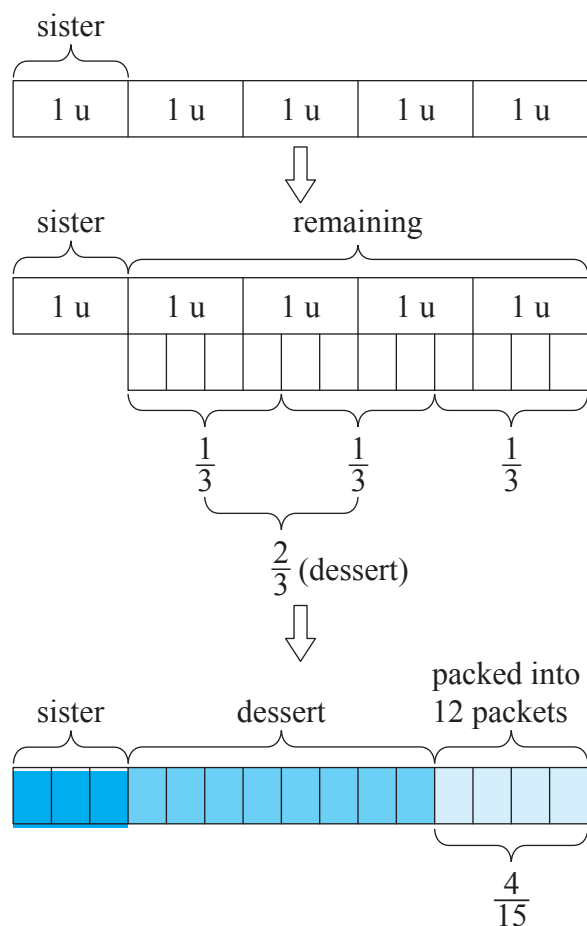 sister
1 u 1 u 1 u 1 u 1 u
sister remaining
1 u 1 u 1 u 1 u 1 u
1/3 1/3 1/3
2/3 (dessert)
packed into
sister dessert 12 packets
4/15